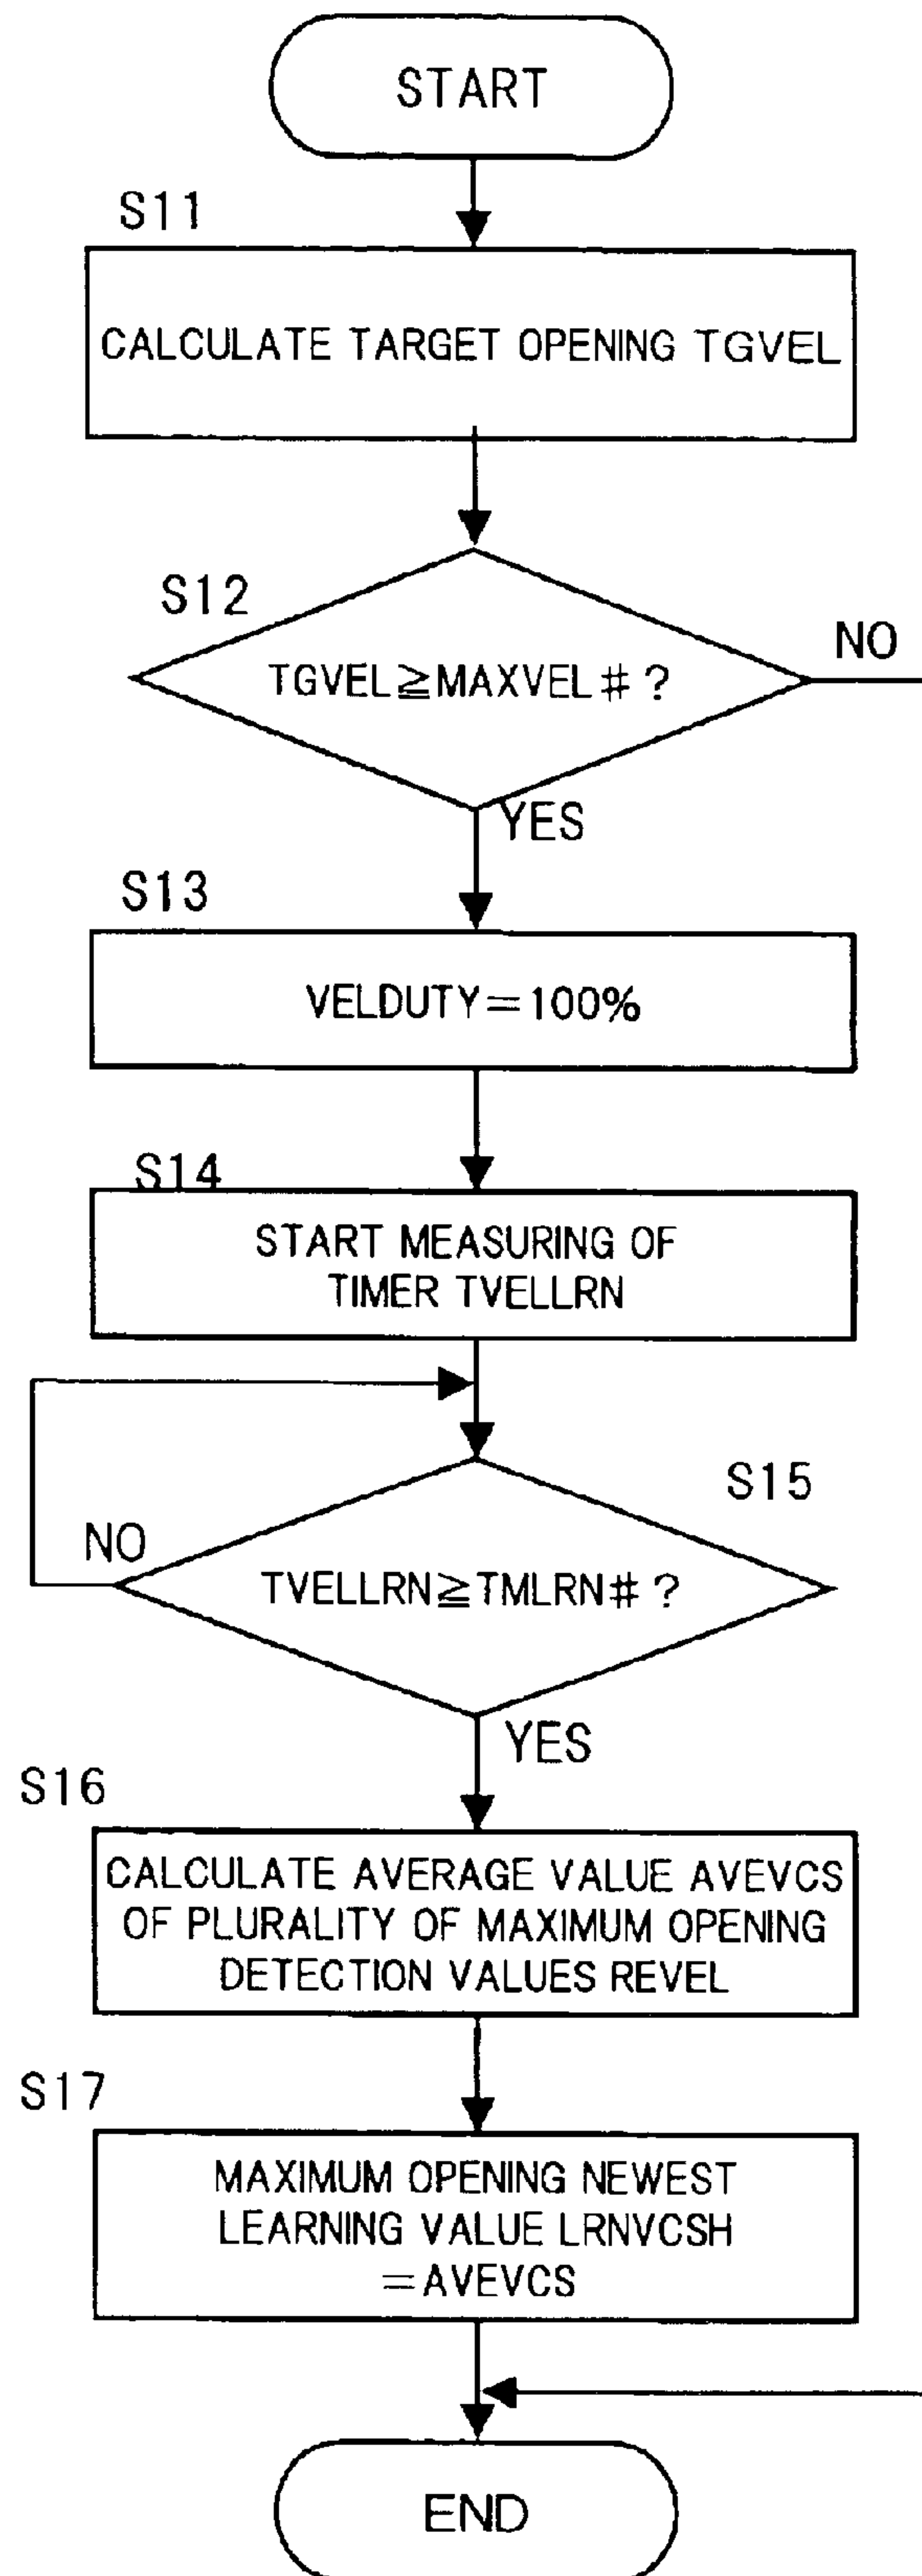 START
S11
CALCULATE TARGET OPENING TGVEL
S12
TGVEL≧MAXVEL#?
NO
YES
S13
VELDUTY=100%
S14
START MEASURING OF
TIMER TVELLRN
S15
NO
TVELLRN≧TMLRN#?
YES
S16
CALCULATE AVERAGE VALUE AVEVCS
OF PLURALITY OF MAXIMUM OPENING
DETECTION VALUES REVEL
S17
MAXIMUM OPENING NEWEST
LEARNING VALUE LRNVCSH
=AVEVCS
END